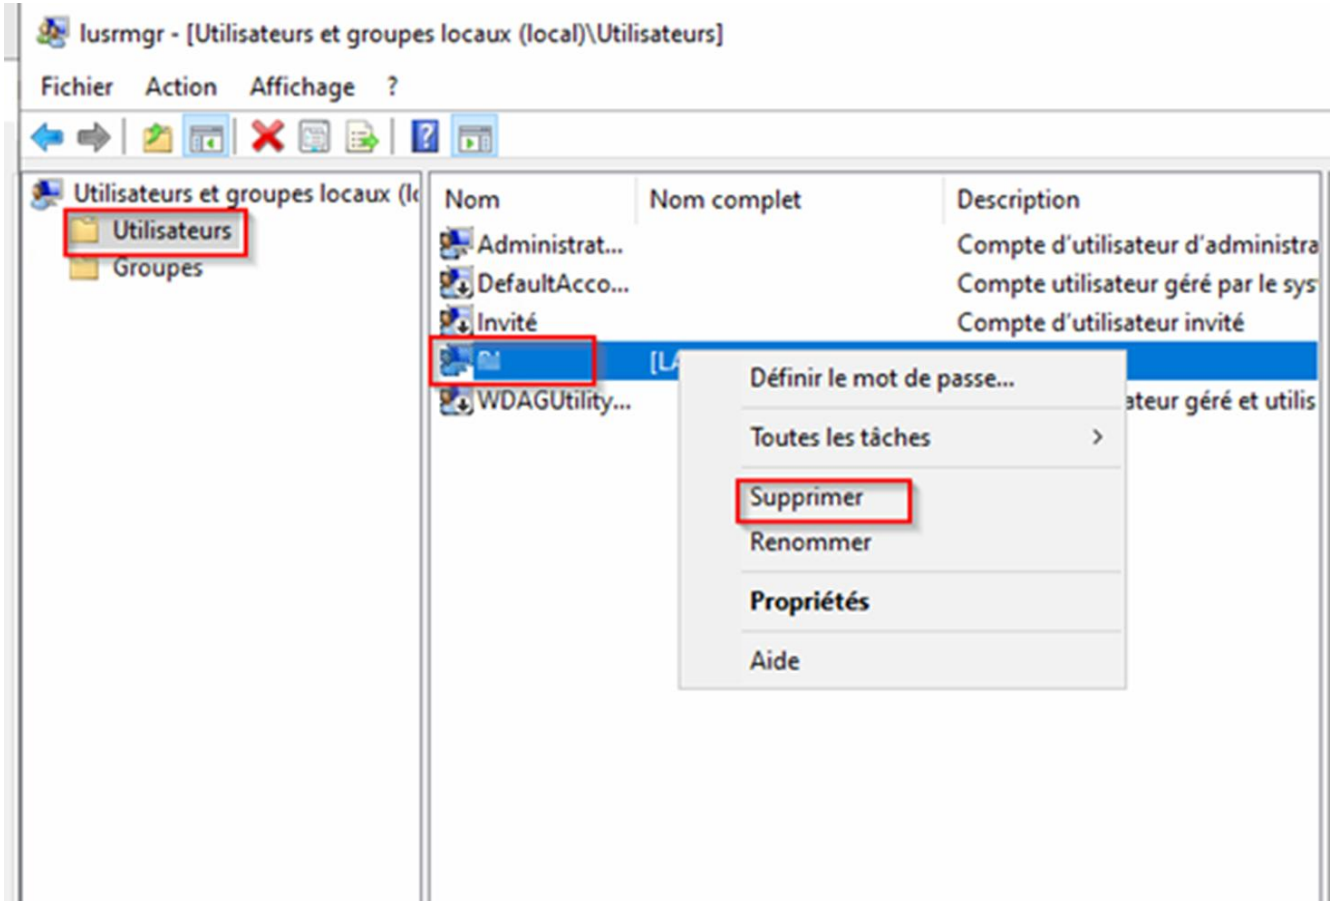 lusrmgr - [Utilisateurs et groupes locaux (local)\Utilisateurs]
Fichier Action Affichage ?
Utilisateurs et groupes locaux (lo
Utilisateurs
Groupes
Nom Nom complet Description
Administrat... Compte d'utilisateur d'administra
DefaultAcco... Compte utilisateur géré par le sys
Invité Compte d'utilisateur invité
[LA
WDAGUtility... ateur géré et utilis
Définir le mot de passe...
Toutes les tâches >
Supprimer
Renommer
Propriétés
Aide